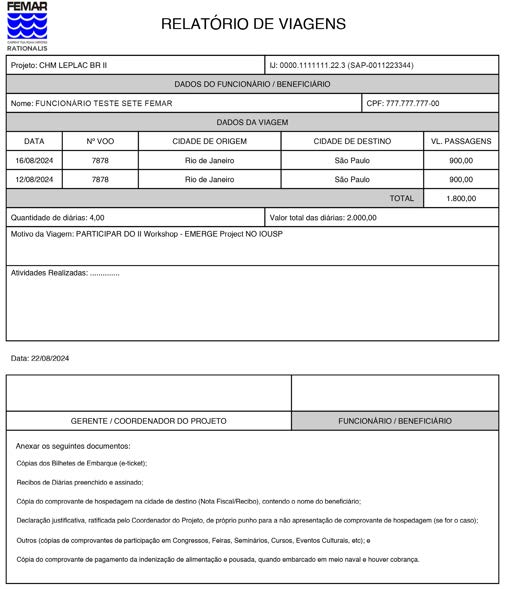 FEMAR
RATIONALIS
RELATÓRIO DE VIAGENS
Projeto: CHM LEPLAC BR II
IJ: 0000.1111111.22.3 (SAP-0011223344)
DADOS DO FUNCIONÁRIO / BENEFICIÁRIO
Nome: FUNCIONÁRIO TESTE SETE FEMAR
CPF: 777.777.777-00
DADOS DA VIAGEM
DATA Nº VOO CIDADE DE ORIGEM CIDADE DE DESTINO VL. PASSAGENS
16/08/2024 7878 Rio de Janeiro São Paulo 900,00
12/08/2024 7878 Rio de Janeiro São Paulo 900,00
TOTAL 1.800,00
Quantidade de diárias: 4,00
Valor total das diárias: 2.000,00
Motivo da Viagem: PARTICIPAR DO II Workshop - EMERGE Project NO IOUSP
Atividades Realizadas: ..............
Data: 22/08/2024
GERENTE / COORDENADOR DO PROJETO
FUNCIONÁRIO / BENEFICIÁRIO
Anexar os seguintes documentos:
Cópias dos Bilhetes de Embarque (e-ticket);
Recibos de Diárias preenchido e assinado;
Cópia do comprovante de hospedagem na cidade de destino (Nota Fiscal/Recibo), contendo o nome do beneficiário;
Declaração justificativa, ratificada pelo Coordenador do Projeto, de próprio punho para a não apresentação de comprovante de hospedagem (se for o caso);
Outros (cópias de comprovantes de participação em Congressos, Feiras, Seminários, Cursos, Eventos Culturais, etc); e
Cópia do comprovante de pagamento da indenização de alimentação e pousada, quando embarcado em meio naval e houver cobrança.